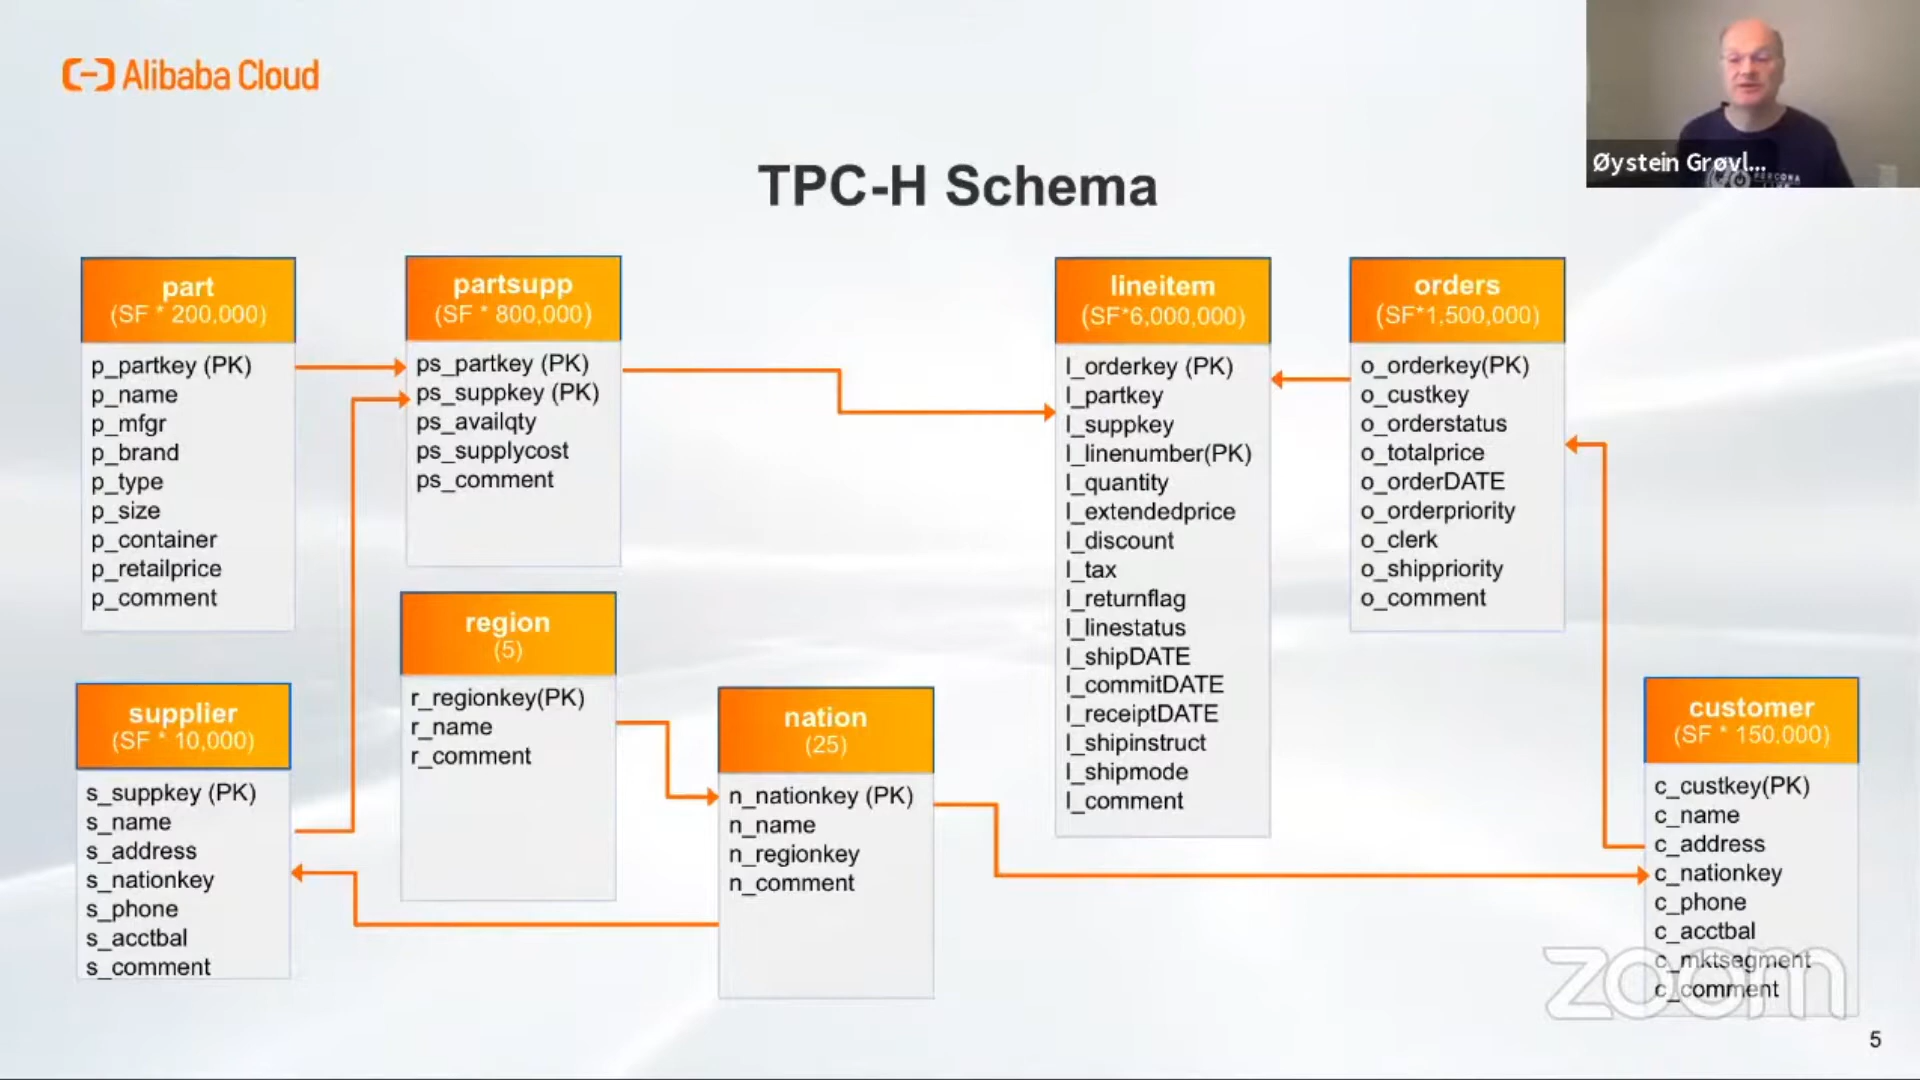 Alibaba Cloud
Øystein Grøvl...
PERCONA
TPC-H Schema
part
(SF * 200,000)
p_partkey (PK)
p_name
p_mfgr
p_brand
p_type
p_size
p_container
p_retailprice
p_comment
partsupp
(SF * 800,000)
ps_partkey (PK)
ps_suppkey (PK)
ps_availqty
ps_supplycost
ps_comment
lineitem
(SF*6,000,000)
l_orderkey (PK)
l_partkey
l_suppkey
l_linenumber(PK)
l_quantity
l_extendedprice
l_discount
l_tax
l_returnflag
l_linestatus
l_shipDATE
l_commitDATE
l_receiptDATE
l_shipinstruct
l_shipmode
l_comment
orders
(SF*1,500,000)
o_orderkey(PK)
o_custkey
o_orderstatus
o_totalprice
o_orderDATE
o_orderpriority
o_clerk
o_shippriority
o_comment
region
(5)
r_regionkey(PK)
r_name
r_comment
supplier
(SF * 10,000)
s_suppkey (PK)
s_name
s_address
s_nationkey
s_phone
s_acctbal
s_comment
nation
(25)
n_nationkey (PK)
n_name
n_regionkey
n_comment
customer
(SF * 150,000)
c_custkey(PK)
c_name
c_address
c_nationkey
c_phone
c_acctbal
c_mktsegment
c_comment
zoom
5